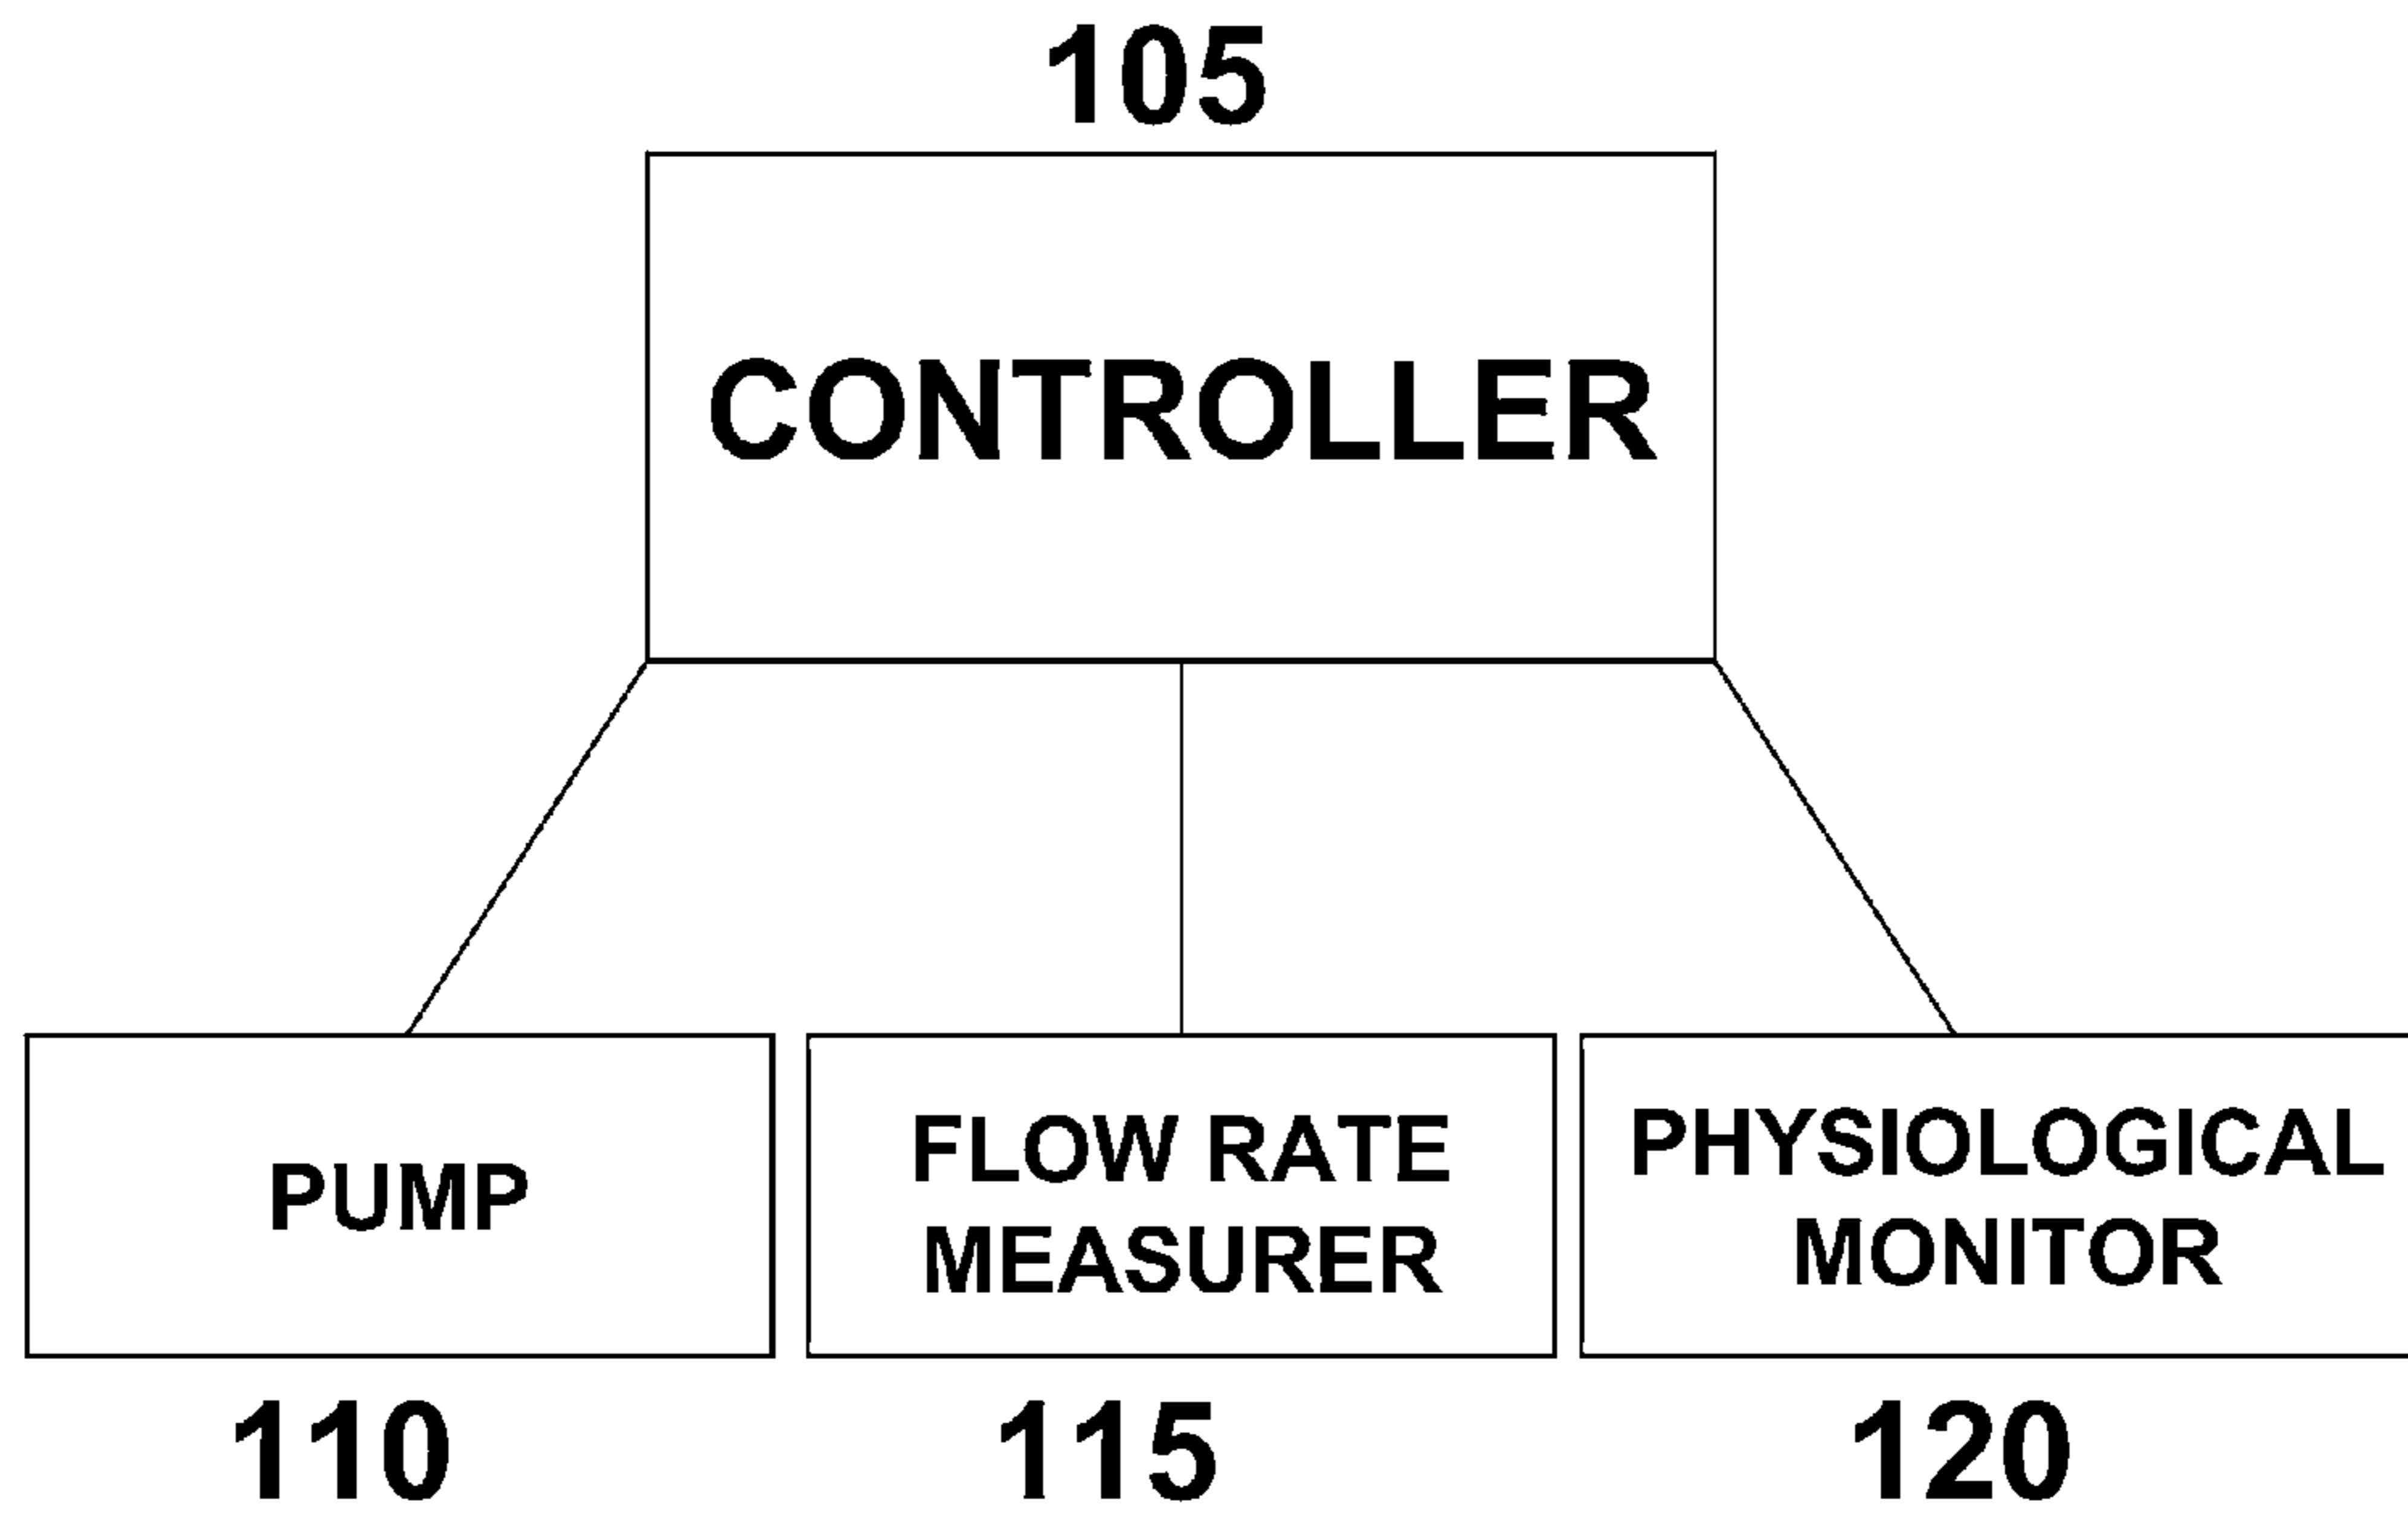 105
CONTROLLER
PUMP
FLOW RATE
MEASURER
PHYSIOLOGICAL
MONITOR
110
115
120